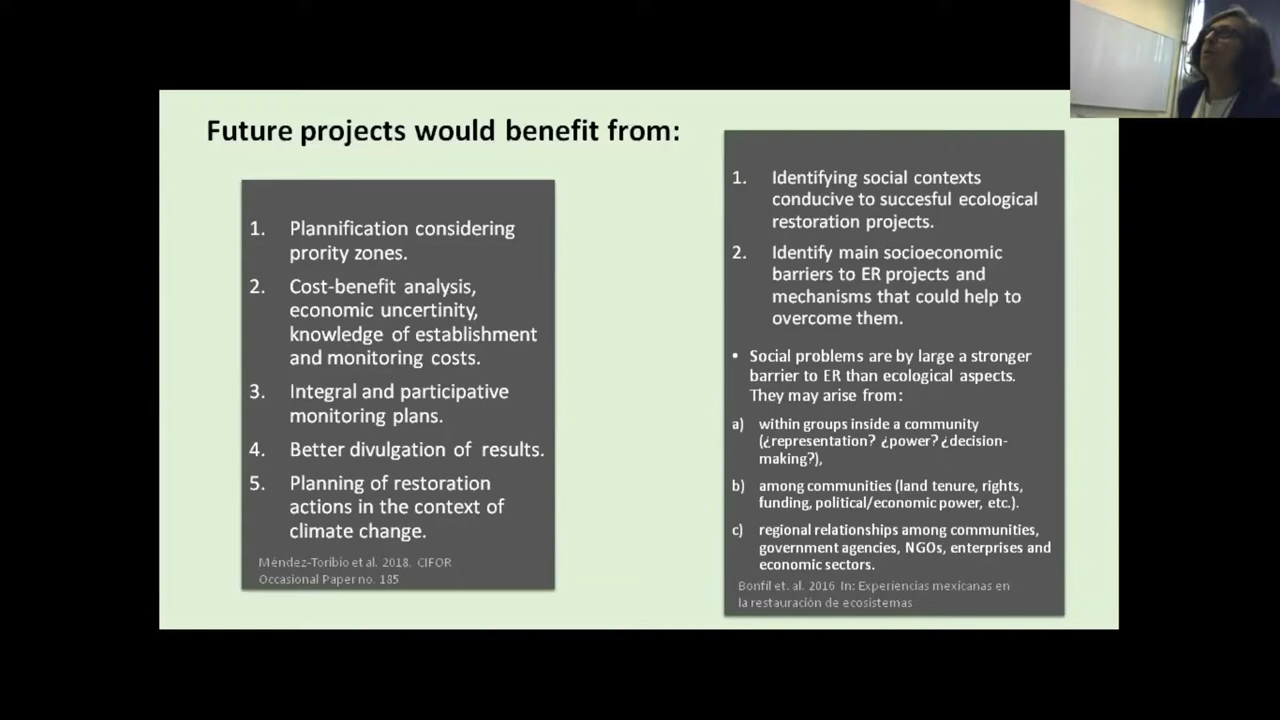 Future projects would benefit from:
1. Plannification considering
prority zones.
2. Cost-benefit analysis,
economic uncertinity,
knowledge of establishment
and monitoring costs.
3. Integral and participative
monitoring plans.
4. Better divulgation of results.
5. Planning of restoration
actions in the context of
climate change.
Méndez-Toribio et al. 2018. CIFOR
Occasional Paper no. 185
1. Identifying social contexts
conducive to succesful ecological
restoration projects.
2. Identify main socioeconomic
barriers to ER projects and
mechanisms that could help to
overcome them.
• Social problems are by large a stronger
barrier to ER than ecological aspects.
They may arise from:
a) within groups inside a community
(¿representation? ¿power? ¿decision-
making?),
b) among communities (land tenure, rights,
funding, political/economic power, etc.).
c) regional relationships among communities,
government agencies, NGOs, enterprises and
economic sectors.
Bonfil et. al. 2016 In: Experiencias mexicanas en
la restauración de ecosistemas